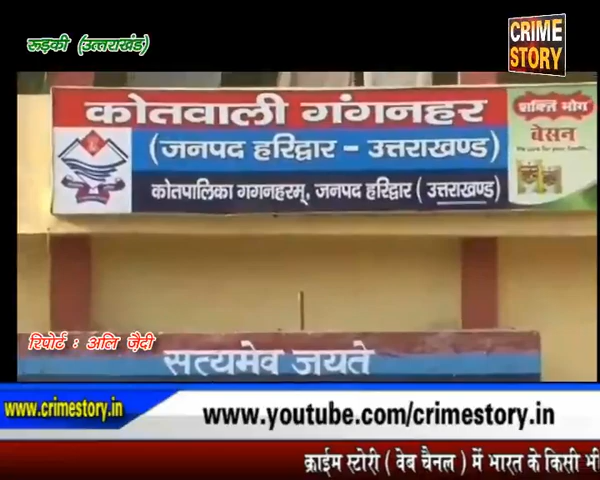 रुड़की (उत्तराखंड)
CRIME
STORY
कोतवाली गंगनहर
(जनपद हरिद्वार - उत्तराखण्ड)
कोतपालिका गगनहरम्, जनपद हरिद्वार ( उत्तराखण्ड )
शक्ति भोग
बेसन
रिपोर्ट : अलि ज़ैदी
सत्यमेव जयते
www.crimestory.in
www.youtube.com/crimestory.in
क्राईम स्टोरी ( वेब चैनल ) में भारत के किसी भी